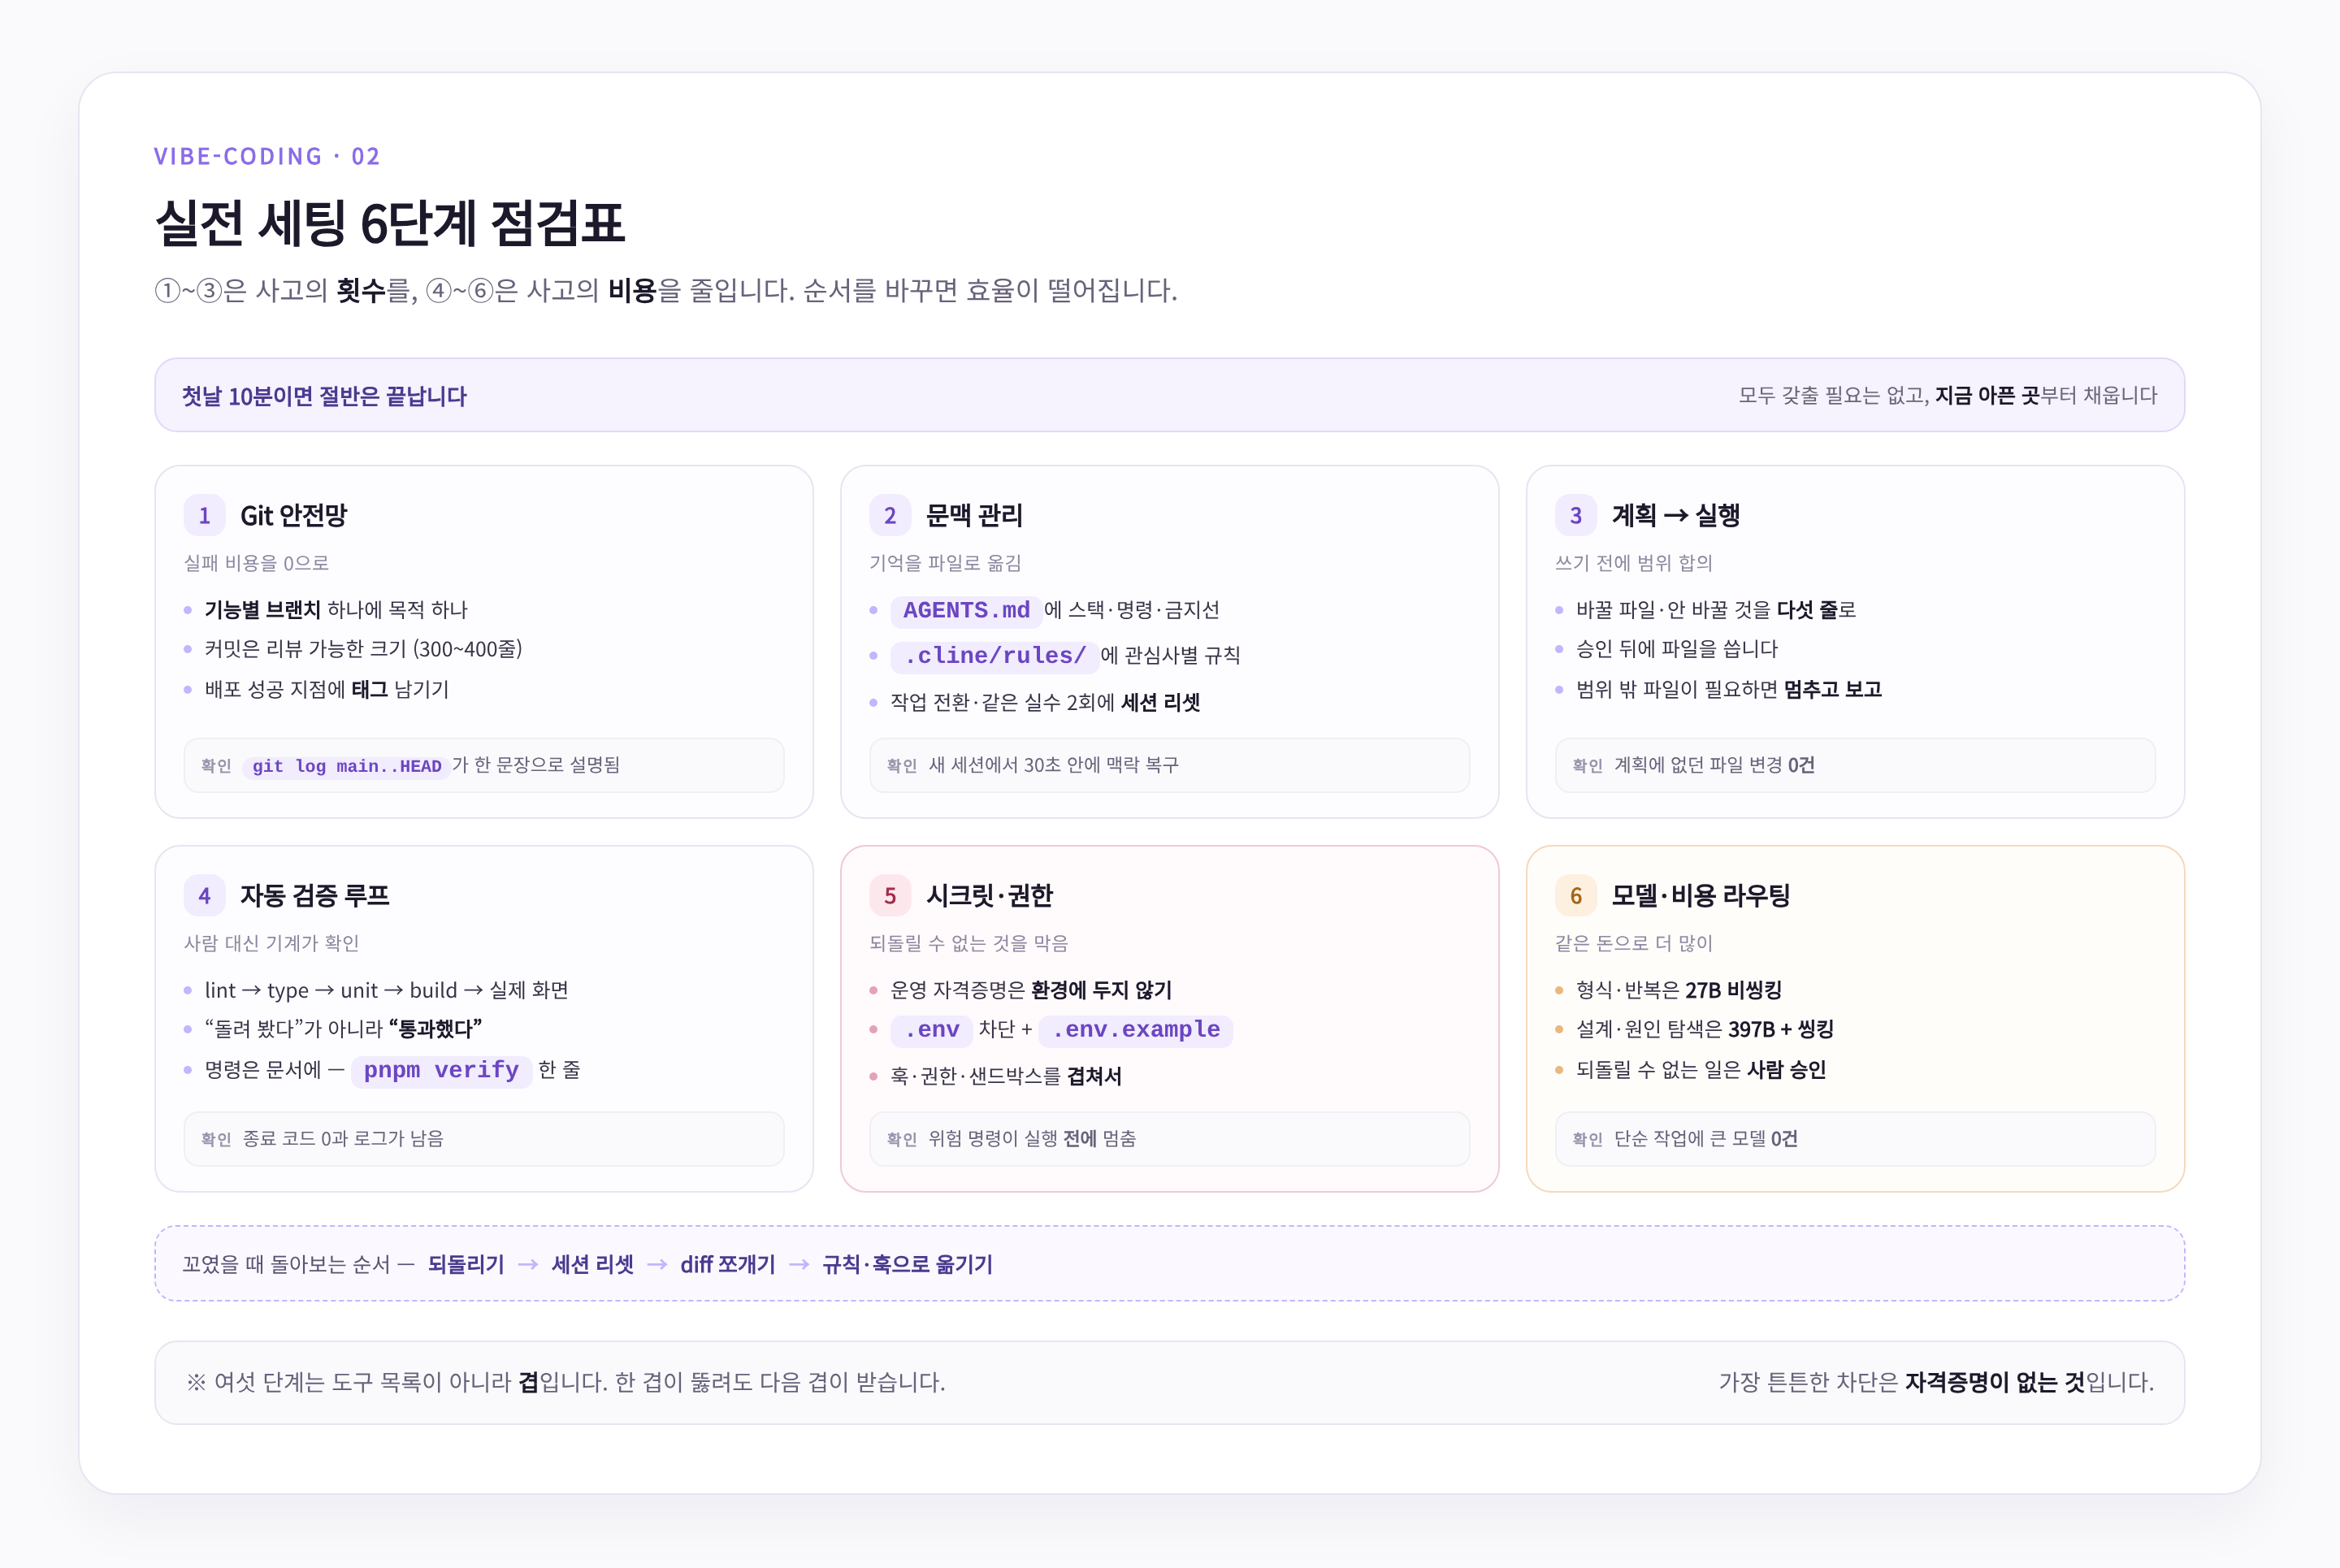 VIBE-CODING · 02
실전 세팅 6단계 점검표
①~③은 사고의 횟수를, ④~⑥은 사고의 비용을 줄입니다. 순서를 바꾸면 효율이 떨어집니다.
첫날 10분이면 절반은 끝납니다
모두 갖출 필요는 없고, 지금 아픈 곳부터 채웁니다
1 Git 안전망
실패 비용을 0으로
기능별 브랜치 하나에 목적 하나
커밋은 리뷰 가능한 크기 (300~400줄)
배포 성공 지점에 태그 남기기
확인 git log main..HEAD가 한 문장으로 설명됨
2 문맥 관리
기억을 파일로 옮김
AGENTS.md에 스택·명령·금지선
.cline/rules/에 관심사별 규칙
작업 전환·같은 실수 2회에 세션 리셋
확인 새 세션에서 30초 안에 맥락 복구
3 계획 → 실행
쓰기 전에 범위 합의
바꿀 파일·안 바꿀 것을 다섯 줄로
승인 뒤에 파일을 씁니다
범위 밖 파일이 필요하면 멈추고 보고
확인 계획에 없던 파일 변경 0건
4 자동 검증 루프
사람 대신 기계가 확인
lint → type → unit → build → 실제 화면
“돌려 봤다”가 아니라 “통과했다”
명령은 문서에 — pnpm verify 한 줄
확인 종료 코드 0과 로그가 남음
5 시크릿·권한
되돌릴 수 없는 것을 막음
운영 자격증명은 환경에 두지 않기
.env 차단 + .env.example
훅·권한·샌드박스를 겹쳐서
확인 위험 명령이 실행 전에 멈춤
6 모델·비용 라우팅
같은 돈으로 더 많이
형식·반복은 27B 비씽킹
설계·원인 탐색은 397B + 씽킹
되돌릴 수 없는 일은 사람 승인
확인 단순 작업에 큰 모델 0건
꼬였을 때 돌아보는 순서 — 되돌리기 → 세션 리셋 → diff 쪼개기 → 규칙·훅으로 옮기기
※ 여섯 단계는 도구 목록이 아니라 겹입니다. 한 겹이 뚫려도 다음 겹이 받습니다.
가장 튼튼한 차단은 자격증명이 없는 것입니다.